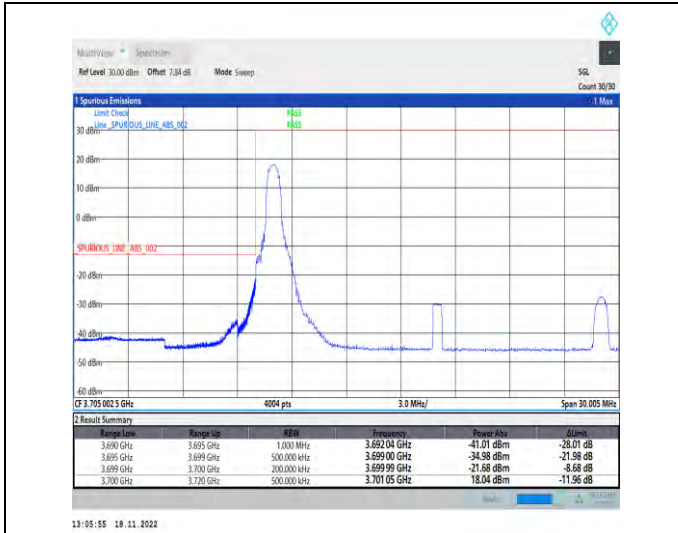 MultiView Spectrum
Ref Level 30.00 dBm Offset 7.84 dB Mode Sweep SGL
Count 30/30
1 Spurious Emissions 1 Max
Limit Check PASS
Line _SPURIOUS_LINE_ABS_002 PASS
30 dBm
20 dBm
10 dBm
0 dBm
_SPURIOUS_LINE_ABS_002
-20 dBm
-30 dBm
-40 dBm
-50 dBm
-60 dBm
CF 3.705 002 5 GHz 4004 pts 3.0 MHz/ Span 30.005 MHz
2 Result Summary
Range Low Range Up RBW Frequency Power Abs ΔLimit
3.690 GHz 3.695 GHz 1.000 MHz 3.692 04 GHz -41.01 dBm -28.01 dB
3.695 GHz 3.699 GHz 500.000 kHz 3.699 00 GHz -34.98 dBm -21.98 dB
3.699 GHz 3.700 GHz 200.000 kHz 3.699 99 GHz -21.68 dBm -8.68 dB
3.700 GHz 3.720 GHz 500.000 kHz 3.701 05 GHz 18.04 dBm -11.96 dB
13:05:55 18.11.2022